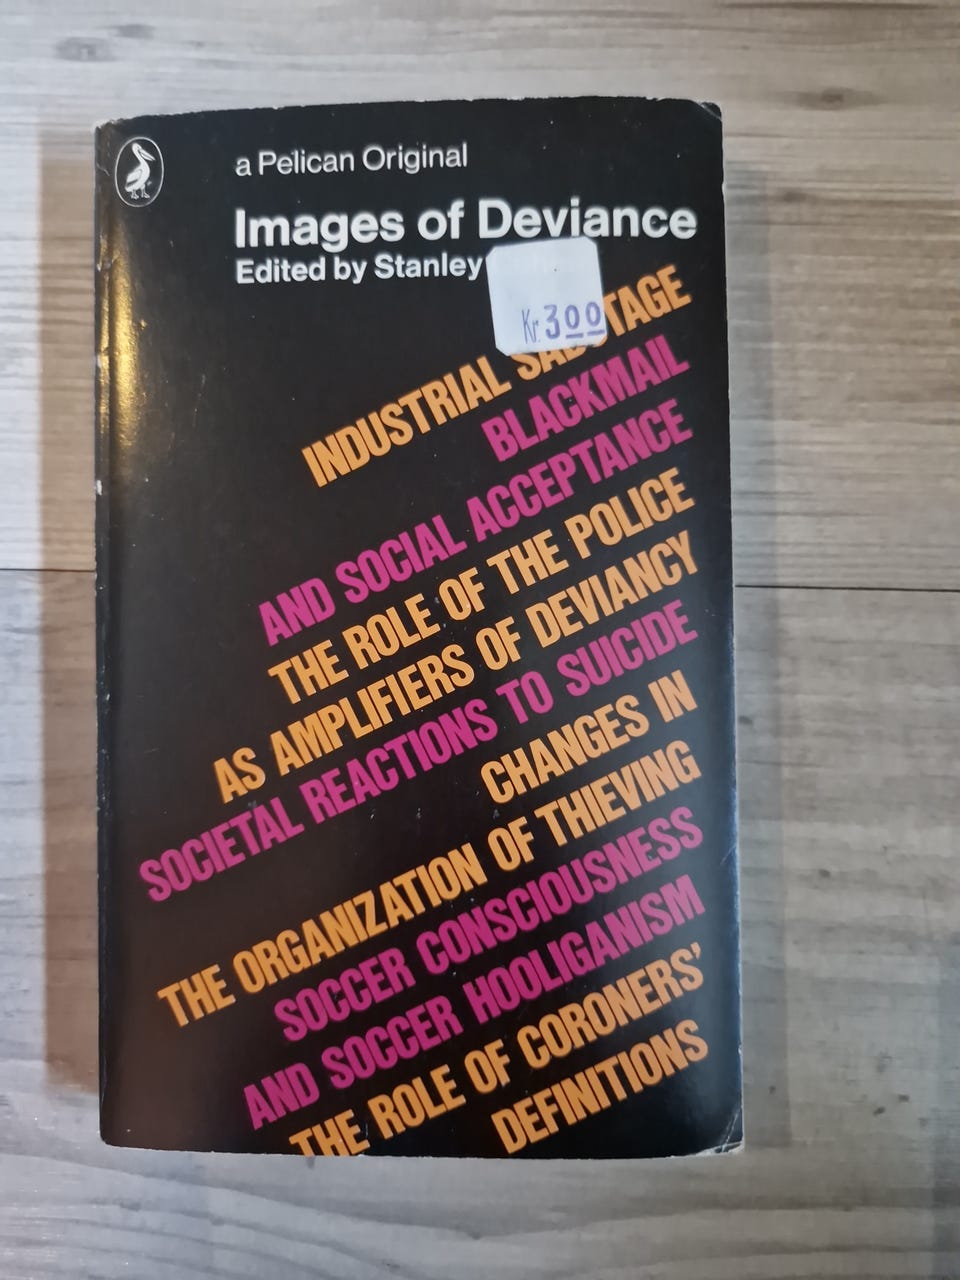 a Pelican Original
Images of Deviance
Edited by Stanley
Kr. 300
INDUSTRIAL SABOTAGE
BLACKMAIL
AND SOCIAL ACCEPTANCE
THE ROLE OF THE POLICE
AS AMPLIFIERS OF DEVIANCY
SOCIETAL REACTIONS TO SUICIDE
CHANGES IN
THE ORGANIZATION OF THIEVING
SOCCER CONSCIOUSNESS
AND SOCCER HOOLIGANISM
THE ROLE OF CORONERS'
DEFINITIONS